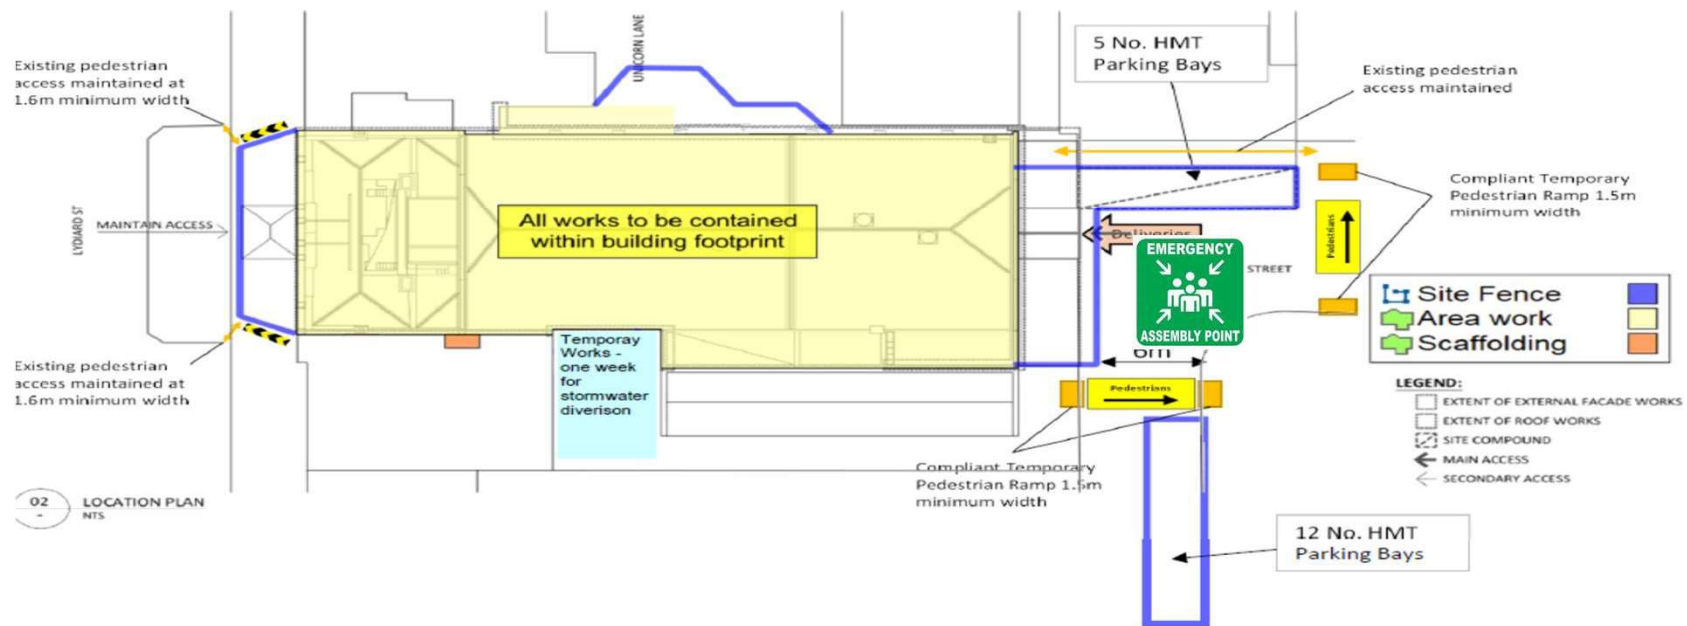 Existing pedestrian
access maintained at
1.6m minimum width
UNICORN LANE
5 No. HMT
Parking Bays
Existing pedestrian
access maintained
Compliant Temporary
Pedestrian Ramp 1.5m
minimum width
LYDIARD ST
MAINTAIN ACCESS
All works to be contained
within building footprint
Deliveries
EMERGENCY
ASSEMBLY POINT
STREET
Pedestrians
Site Fence
Area work
Scaffolding
6m
Temporay
Works -
one week
for
stormwater
diverison
Existing pedestrian
access maintained at
1.6m minimum width
Pedestrians
LEGEND:
EXTENT OF EXTERNAL FACADE WORKS
EXTENT OF ROOF WORKS
SITE COMPOUND
MAIN ACCESS
SECONDARY ACCESS
Compliant Temporary
Pedestrian Ramp 1.5m
minimum width
02
-
LOCATION PLAN
NTS
12 No. HMT
Parking Bays